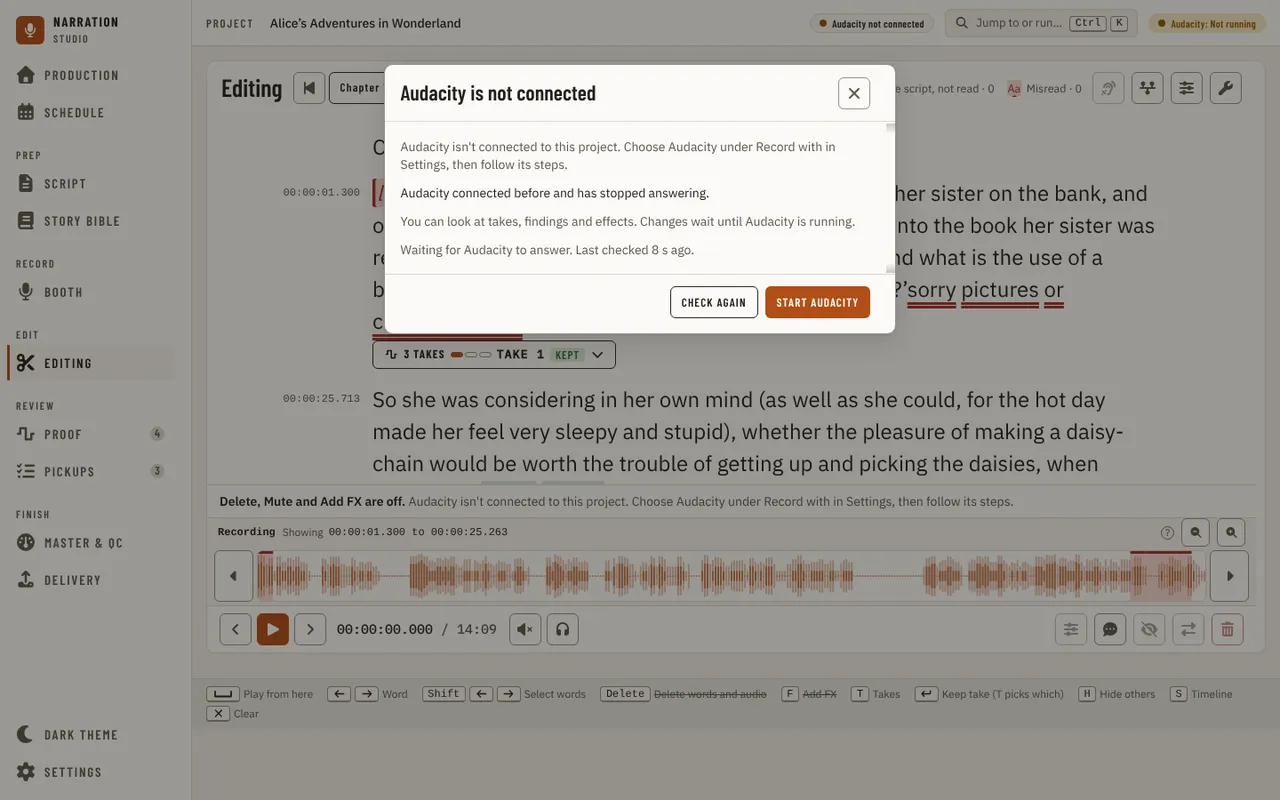 NARRATION
STUDIO
PRODUCTION
SCHEDULE
PREP
SCRIPT
STORY BIBLE
RECORD
BOOTH
EDIT
EDITING
REVIEW
PROOF 4
PICKUPS 3
FINISH
MASTER & QC
DELIVERY
DARK THEME
SETTINGS
PROJECT Alice's Adventures in Wonderland
Audacity not connected
Jump to or run... Ctrl K
Audacity: Not running
Editing Chapter
e script, not read · 0 Aa Misread · 0
Audacity is not connected
Audacity isn't connected to this project. Choose Audacity under Record with in
Settings, then follow its steps.
Audacity connected before and has stopped answering.
You can look at takes, findings and effects. Changes wait until Audacity is running.
Waiting for Audacity to answer. Last checked 8 s ago.
CHECK AGAIN START AUDACITY
00:00:01.300
her sister on the bank, and
nto the book her sister was
re nd what is the use of a
b ?'sorry pictures or
3 TAKES TAKE 1 KEPT
00:00:25.713 So she was considering in her own mind (as well as she could, for the hot day
made her feel very sleepy and stupid), whether the pleasure of making a daisy-
chain would be worth the trouble of getting up and picking the daisies, when
Delete, Mute and Add FX are off. Audacity isn't connected to this project. Choose Audacity under Record with in Settings, then follow its steps.
Recording Showing 00:00:01.300 to 00:00:25.263
00:00:00.000 / 14:09
Play from here ← → Word Shift ← → Select words Delete Delete words and audio F Add FX T Takes ↩ Keep take (T picks which) H Hide others S Timeline
X Clear